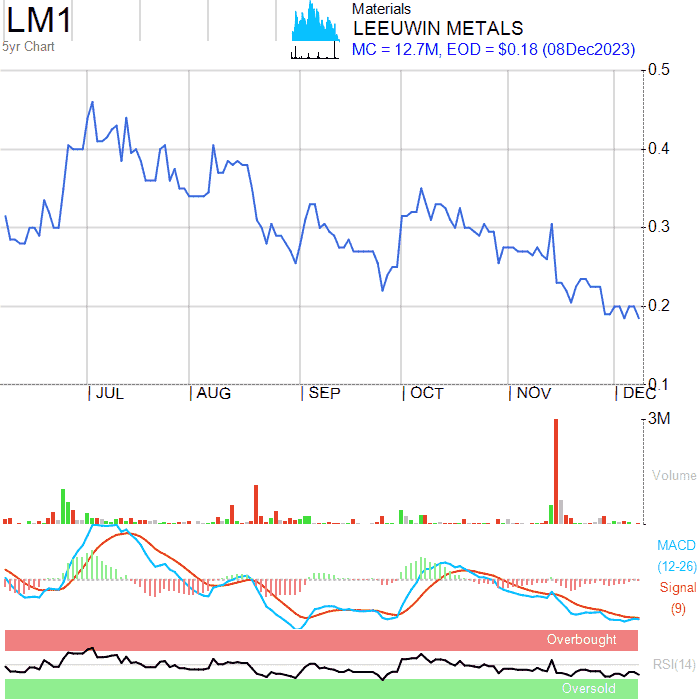 LM1
5yr Chart
Materials
LEEUWIN METALS
MC = 12.7M, EOD = $0.18 (08Dec2023)
0.5
0.4
0.3
0.2
0.1
JUL AUG SEP OCT NOV DEC
3M
Volume
MACD
(12-26)
Signal
(9)
Overbought
RSI(14)
Oversold